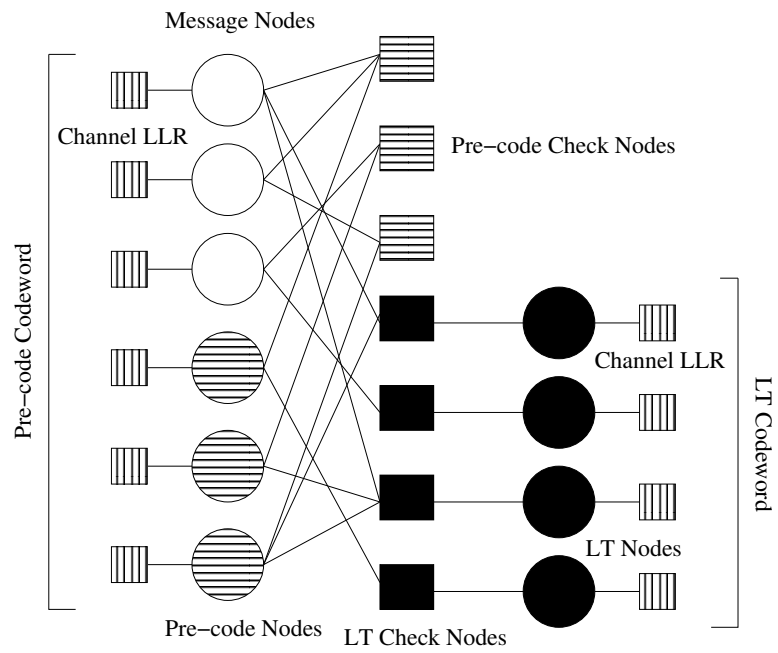 Message Nodes
Channel LLR
Pre−code Check Nodes
Pre−code Codeword
Channel LLR
LT Codeword
LT Nodes
Pre−code Nodes
LT Check Nodes